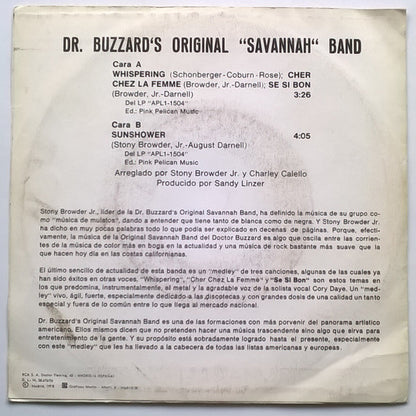 DR. BUZZARD'S ORIGINAL "SAVANNAH" BAND
Cara A
WHISPERING (Schonberger-Coburn-Rose); CHER
CHEZ LA FEMME (Browder, Jr.-Darnell); SE SI BON
(Browder, Jr.-Darnell) 3:26
Del LP "APL1-1504"
Ed.: Pink Pelican Music
Cara B
SUNSHOWER 4:05
(Stony Browder, Jr.-August Darnell)
Del LP "APL1-1504"
Ed.: Pink Pelican Music
Arreglado por Stony Browder Jr. y Charley Calello
Producido por Sandy Linzer
Stony Browder Jr., líder de la Dr. Buzzard's Original Savannah Band, ha definido la música de su grupo como
"música de mulatos", dando a entender que tiene tanto de blanca como de negra. Y Stony Browder Jr.
ha dicho en muy pocas palabras todo lo que podía ser explicado en decenas de páginas. Porque, efectivamente,
la música de la Original Savannah Band del Doctor Buzzard es algo que oscila entre las corrientes
de la música de color más en boga en la actualidad y una música de rock bastante más suave que la
que hacen hoy día en las costas californianas.
El último sencillo de actualidad de esta banda es un "medley" de tres canciones, algunas de las cuales ya
han sido éxitos en otras voces. "Whispering", "Cher Chez La Femme" y "Se Si Bon" son estos temas en
los que predomina, instrumentalmente, el metal y la agradable voz de la solista vocal Cory Daye. Un "medley"
vivo, ágil, fuerte, especialmente dedicado a las discotecas y con grandes dosis de una calidad un tanto
especial y fuera de lo común entre lo que llega al mercado nacional.
Dr. Buzzard's Original Savannah Band es una de las formaciones con más porvenir del panorama artístico
americano. Ellos mismos dicen que no pretenden hacer una música trascendente sino algo que sirva para
entretenimiento de la gente. Y su propósito está siendo logrado hasta el presente, especialmente
con este "medley" que les ha llevado a la cabecera de todas las listas americanas y europeas.
RCA S. A.